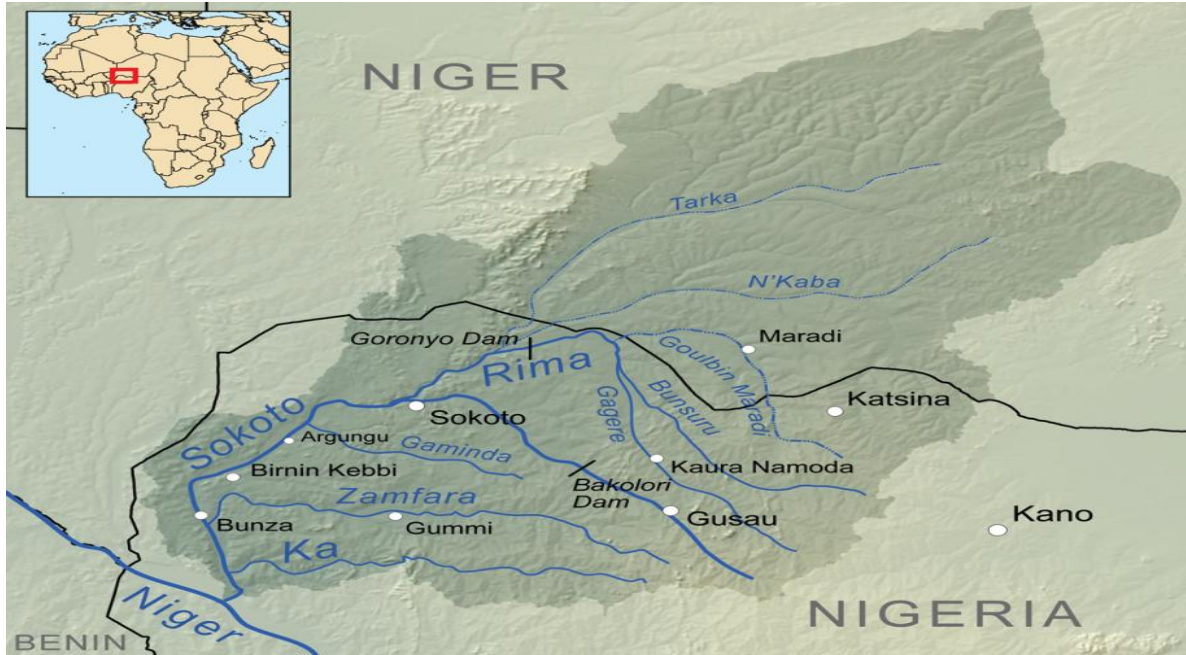 NIGER
Tarka
N'Kaba
Goronyo Dam
Rima
Maradi
Goulbin Maradi
Bunsuru
Gagere
Katsina
Sokoto
Sokoto
Argungu
Gaminda
Birnin Kebbi
Kaura Namoda
Zamfara
Bakolori
Dam
Bunza
Gummi
Gusau
Kano
Ka
Niger
NIGERIA
BENIN